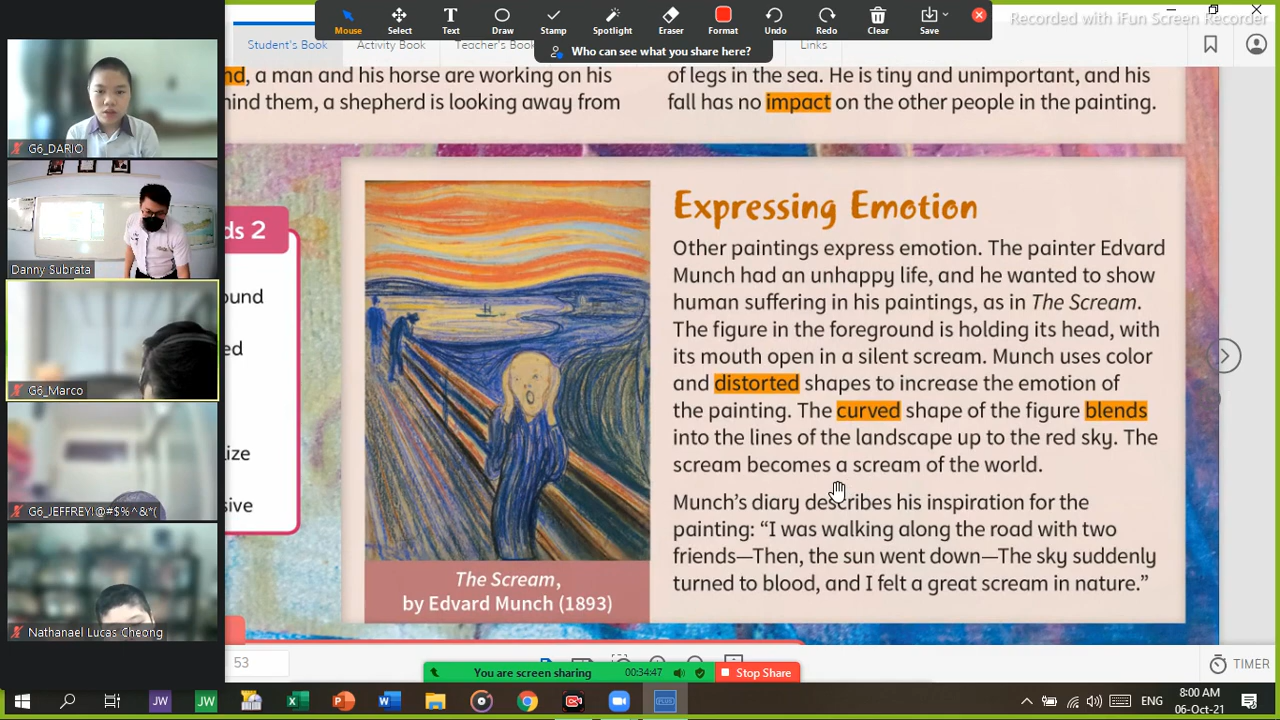 Mouse
Select
Text
Draw
Stamp
Spotlight
Eraser
Format
Undo
Redo
Clear
Save
Recorded with iFun Screen Recorder
Who can see what you share here?
Student's Book
Activity Book
Teacher's Book
Links
nd, a man and his horse are working on his
hind them, a shepherd is looking away from
of legs in the sea. He is tiny and unimportant, and his
fall has no impact on the other people in the painting.
G6_DARIO
Danny Subrata
G6_Marco
G6_JEFFREY!@#$%^&*(
Nathanael Lucas Cheong
ds 2
ound
ed
ize
sive
Expressing Emotion
Other paintings express emotion. The painter Edvard
Munch had an unhappy life, and he wanted to show
human suffering in his paintings, as in The Scream.
The figure in the foreground is holding its head, with
its mouth open in a silent scream. Munch uses color
and distorted shapes to increase the emotion of
the painting. The curved shape of the figure blends
into the lines of the landscape up to the red sky. The
scream becomes a scream of the world.
Munch's diary describes his inspiration for the
painting: “I was walking along the road with two
friends—Then, the sun went down—The sky suddenly
turned to blood, and I felt a great scream in nature.”
The Scream,
by Edvard Munch (1893)
53
You are screen sharing
00:34:47
Stop Share
TIMER
JW
JW
ENG
8:00 AM
06-Oct-21